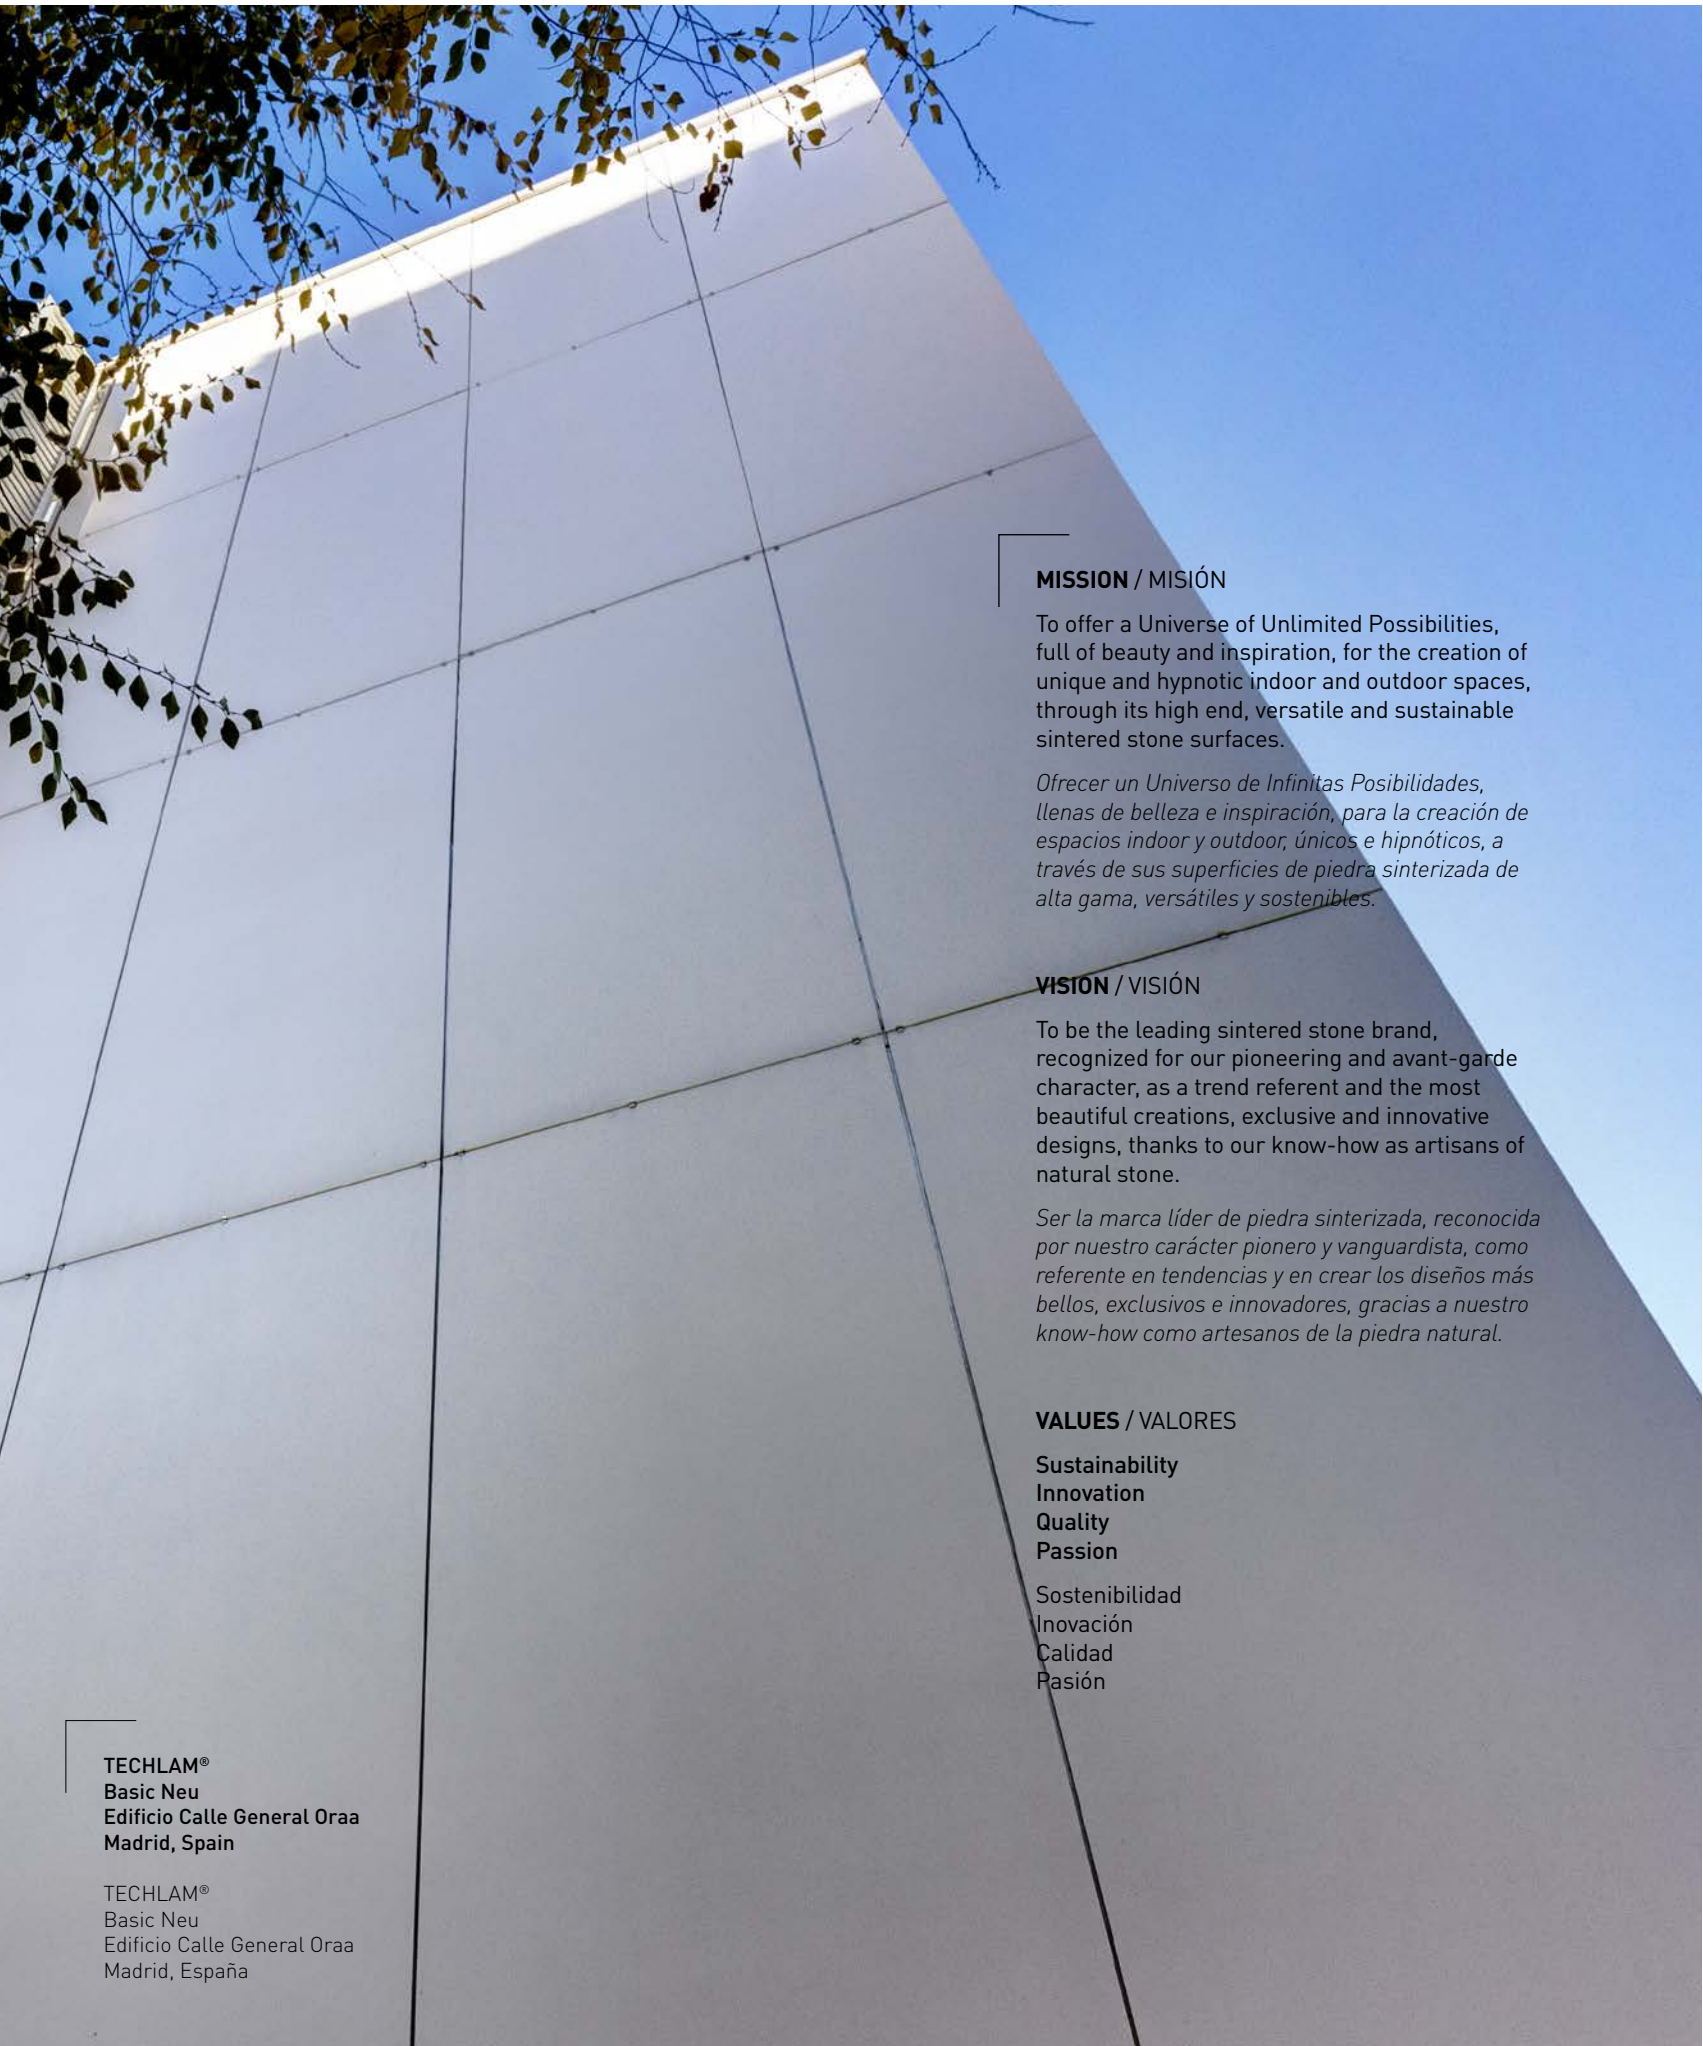 MISSION / MISIÓN
To offer a Universe of Unlimited Possibilities,
full of beauty and inspiration, for the creation of
unique and hypnotic indoor and outdoor spaces,
through its high end, versatile and sustainable
sintered stone surfaces.
Ofrecer un Universo de Infinitas Posibilidades,
llenas de belleza e inspiración, para la creación de
espacios indoor y outdoor, únicos e hipnóticos, a
través de sus superficies de piedra sinterizada de
alta gama, versátiles y sostenibles.
VISION / VISIÓN
To be the leading sintered stone brand,
recognized for our pioneering and avant-garde
character, as a trend referent and the most
beautiful creations, exclusive and innovative
designs, thanks to our know-how as artisans of
natural stone.
Ser la marca líder de piedra sinterizada, reconocida
por nuestro carácter pionero y vanguardista, como
referente en tendencias y en crear los diseños más
bellos, exclusivos e innovadores, gracias a nuestro
know-how como artesanos de la piedra natural.
VALUES / VALORES
Sustainability
Innovation
Quality
Passion
Sostenibilidad
Inovación
Calidad
Pasión
TECHLAM®
Basic Neu
Edificio Calle General Oraa
Madrid, Spain
TECHLAM®
Basic Neu
Edificio Calle General Oraa
Madrid, España